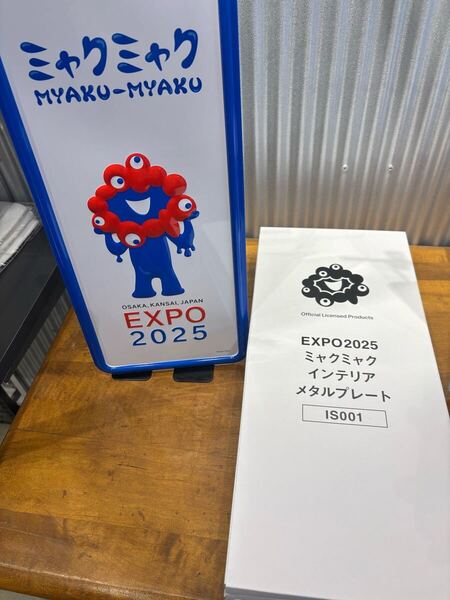 ミャクミャク
MYAKU-MYAKU
OSAKA, KANSAI, JAPAN
EXPO
2025
Official Licensed Products
EXPO2025
ミャクミャク
インテリア
メタルプレート
IS001